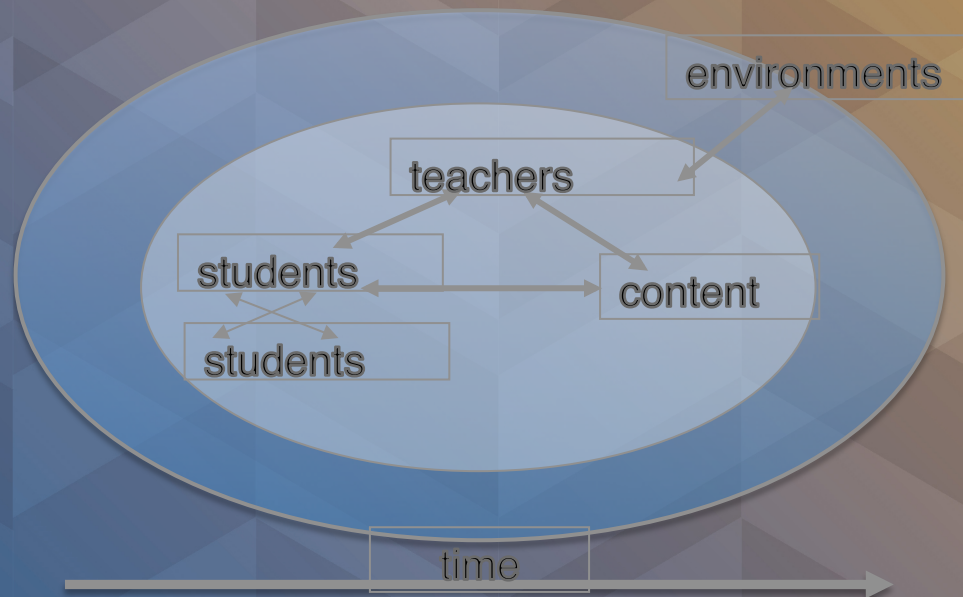 environments
teachers
students
content
students
time